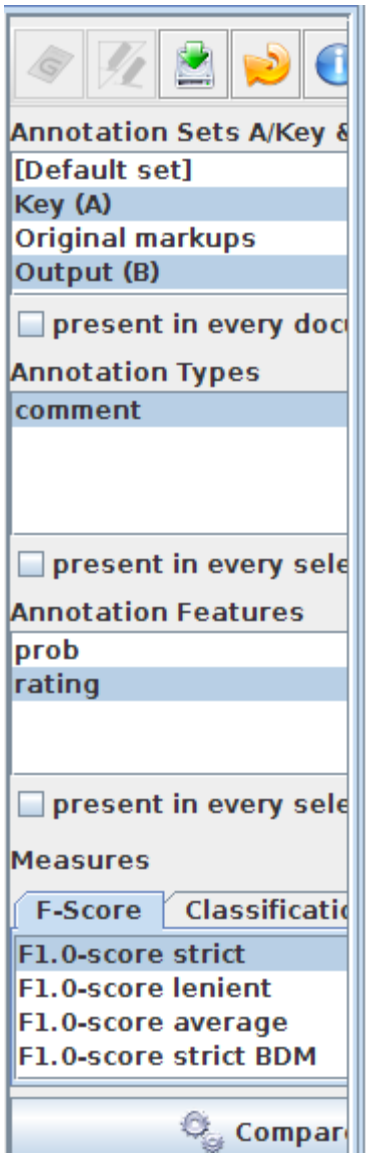 Annotation Sets A/Key &
[Default set]
Key (A)
Original markups
Output (B)
present in every docu
Annotation Types
comment
present in every sele
Annotation Features
prob
rating
present in every sele
Measures
F-Score Classificatio
F1.0-score strict
F1.0-score lenient
F1.0-score average
F1.0-score strict BDM
Compare